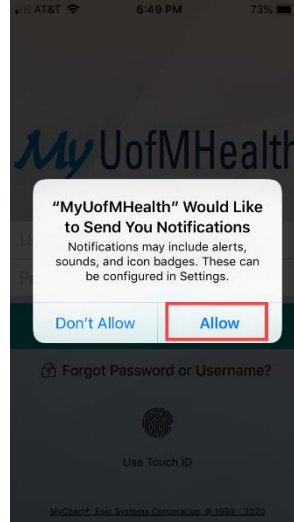 AT&T 6:49 PM 73%
My UofMHealth
"MyUofMHealth" Would Like
to Send You Notifications
Notifications may include alerts,
sounds, and icon badges. These can
be configured in Settings.
Don't Allow Allow
Forgot Password or Username?
Use Touch ID
MyChart®, Epic Systems Corporation, © 1999 - 2020